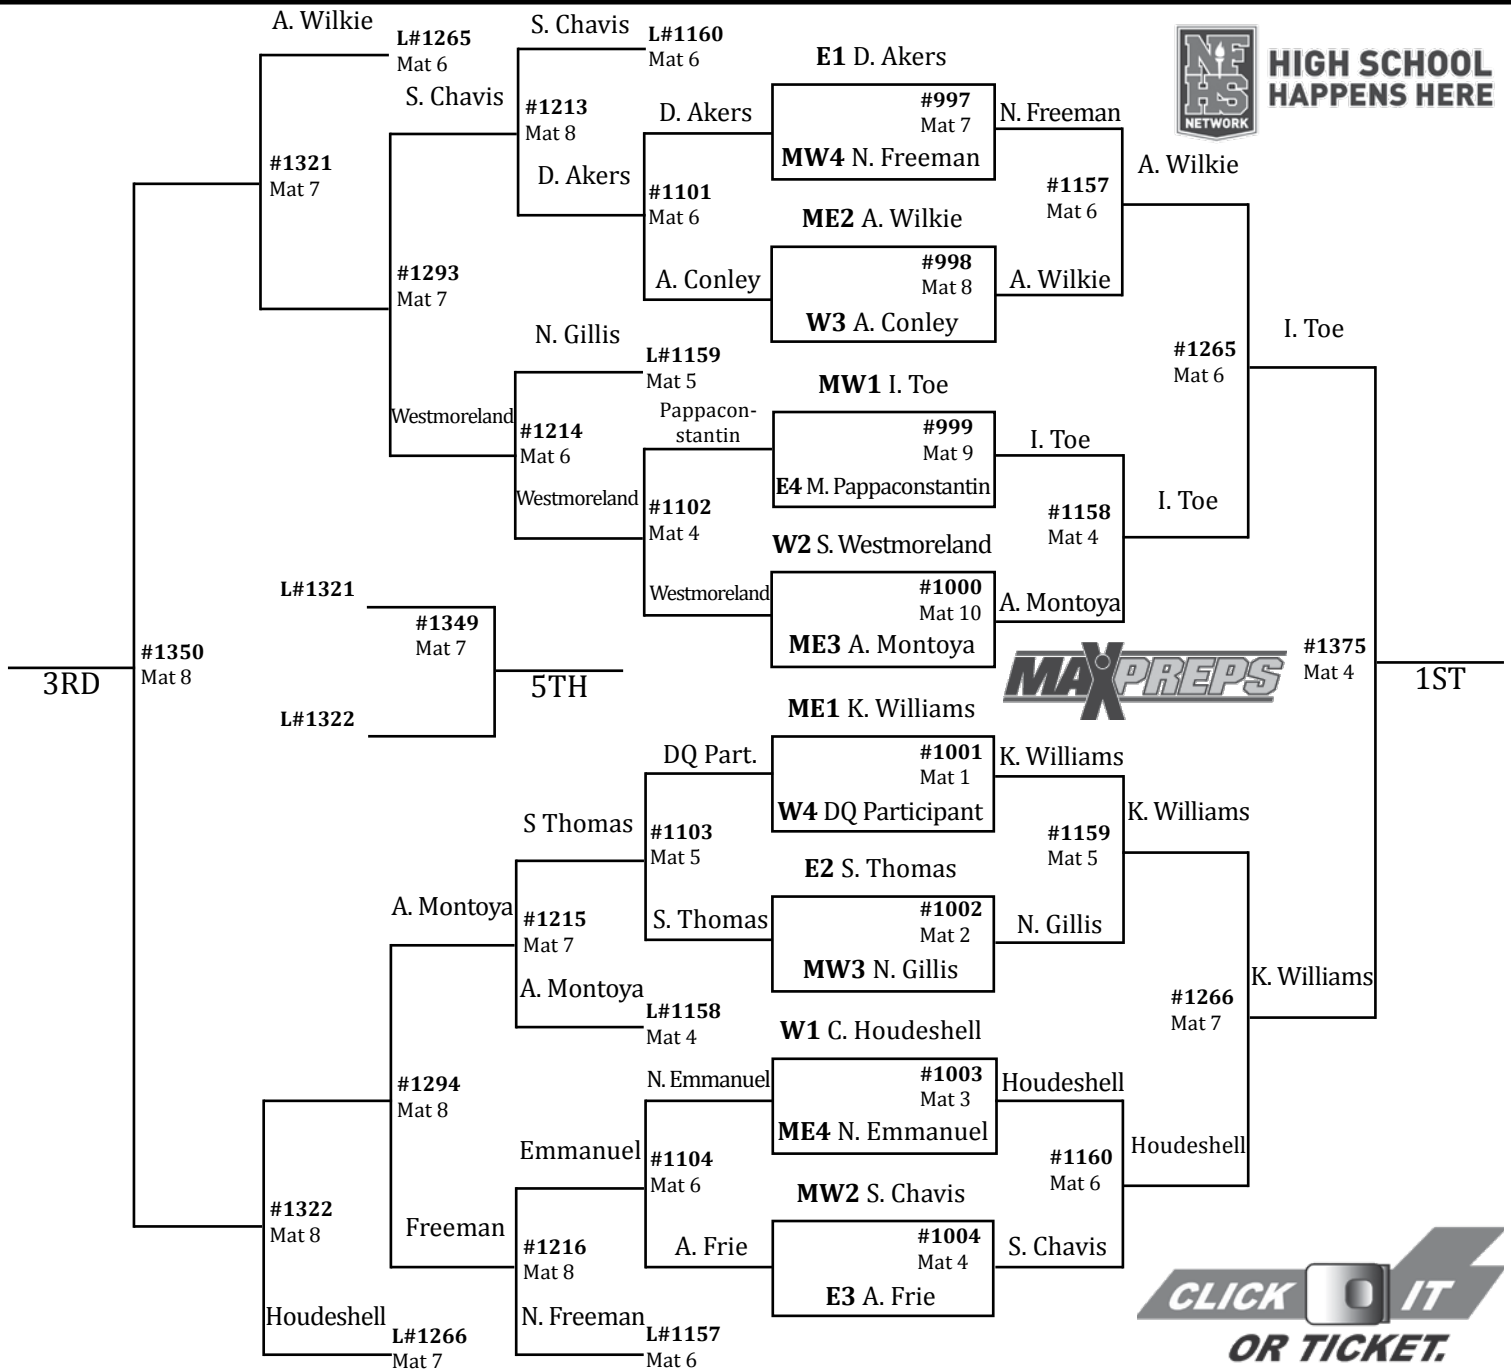 A. Wilkie
L#1265
Mat 6
S. Chavis
#1321
Mat 7
#1293
Mat 7
S. Chavis
L#1160
Mat 6
#1213
Mat 8
D. Akers
D. Akers
#1101
Mat 6
A. Conley
N. Gillis
L#1159
Mat 5
Westmoreland
#1214
Mat 6
Westmoreland
Pappacon-
stantin
#1102
Mat 4
Westmoreland
E1 D. Akers
#997
Mat 7
MW4 N. Freeman
ME2 A. Wilkie
#998
Mat 8
W3 A. Conley
MW1 I. Toe
#999
Mat 9
E4 M. Pappaconstantin
W2 S. Westmoreland
#1000
Mat 10
ME3 A. Montoya
N. Freeman
#1157
Mat 6
A. Wilkie
A. Wilkie
I. Toe
#1158
Mat 4
A. Montoya
I. Toe
#1265
Mat 6
I. Toe
NFHS
NETWORK
HIGH SCHOOL
HAPPENS HERE
L#1321
#1349
Mat 7
L#1322
5TH
3RD
#1350
Mat 8
MAXPREPS
#1375
Mat 4
1ST
ME1 K. Williams
#1001
Mat 1
W4 DQ Participant
E2 S. Thomas
#1002
Mat 2
MW3 N. Gillis
W1 C. Houdeshell
#1003
Mat 3
ME4 N. Emmanuel
MW2 S. Chavis
#1004
Mat 4
E3 A. Frie
DQ Part.
S Thomas
#1103
Mat 5
S. Thomas
A. Montoya
#1215
Mat 7
A. Montoya
L#1158
Mat 4
#1294
Mat 8
N. Emmanuel
Emmanuel
#1104
Mat 6
A. Frie
Freeman
#1216
Mat 8
N. Freeman
L#1157
Mat 6
#1322
Mat 8
Houdeshell
L#1266
Mat 7
K. Williams
#1159
Mat 5
N. Gillis
K. Williams
Houdeshell
#1160
Mat 6
S. Chavis
Houdeshell
#1266
Mat 7
K. Williams
CLICK IT
OR TICKET.